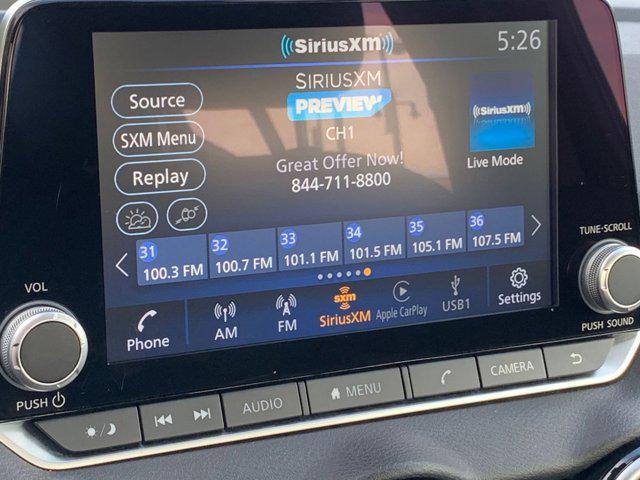 SiriusXM
5:26
SIRIUSXM
PREVIEW
CH1
Great Offer Now!
844-711-8800
Source
SXM Menu
Replay
SiriusXM
Live Mode
31
100.3 FM
32
100.7 FM
33
101.1 FM
34
101.5 FM
35
105.1 FM
36
107.5 FM
Phone
AM
FM
sxm
SiriusXM
Apple CarPlay
USB1
Settings
VOL
PUSH
TUNE·SCROLL
PUSH SOUND
AUDIO
MENU
CAMERA